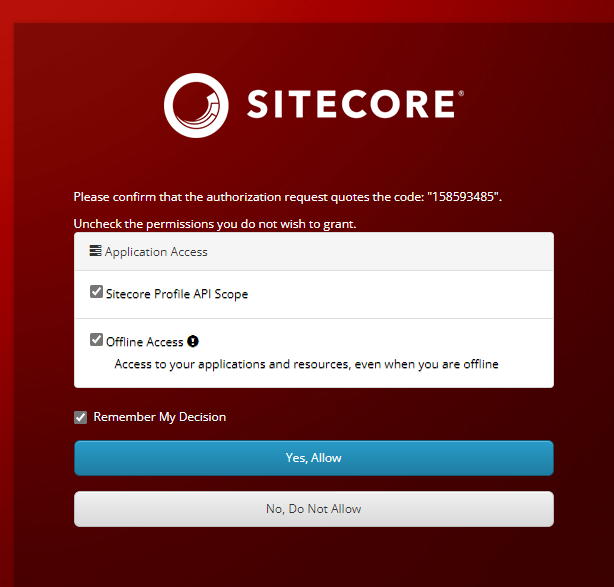 SITECORE®
Please confirm that the authorization request quotes the code: "158593485".
Uncheck the permissions you do not wish to grant.
Application Access
Sitecore Profile API Scope
Offline Access
Access to your applications and resources, even when you are offline
Remember My Decision
Yes, Allow
No, Do Not Allow